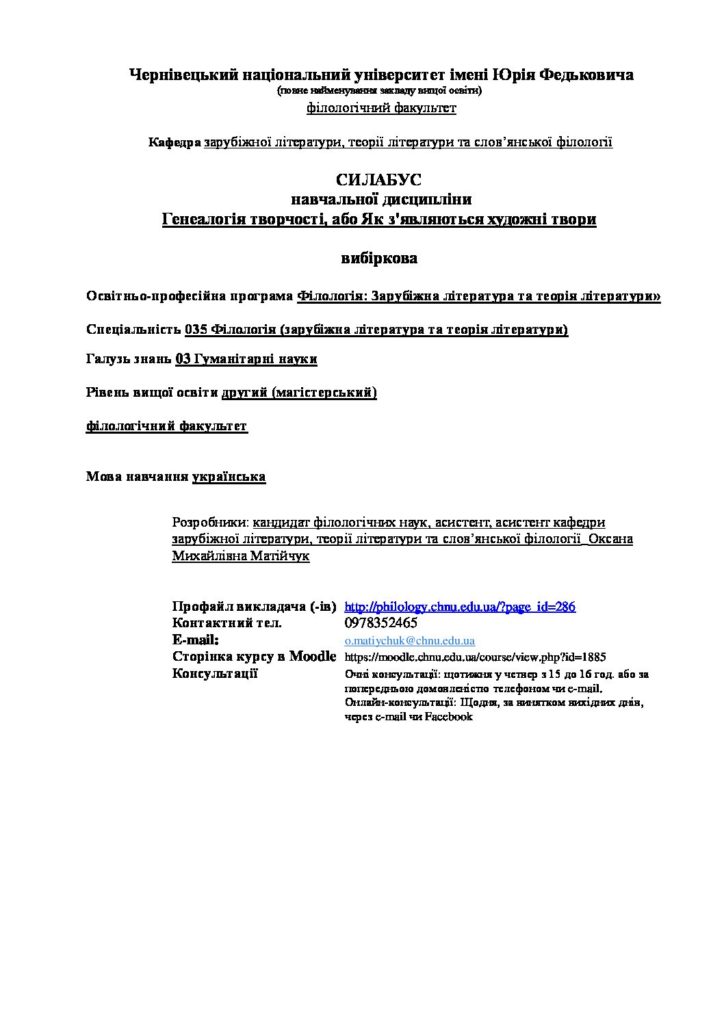 Чернівецький національний університет імені Юрія Федьковича
(повне найменування закладу вищої освіти)
філологічний факультет
Кафедра зарубіжної літератури, теорії літератури та слов’янської філології
СИЛАБУС
навчальної дисципліни
Генеалогія творчості, або Як з'являються художні твори
вибіркова
Освітньо-професійна програма Філологія: Зарубіжна література та теорія літератури»
Спеціальність 035 Філологія (зарубіжна література та теорія літератури)
Галузь знань 03 Гуманітарні науки
Рівень вищої освіти другий (магістерський)
філологічний факультет
Мова навчання українська
Розробники: кандидат філологічних наук, асистент, асистент кафедри
зарубіжної літератури, теорії літератури та слов’янської філології_Оксана
Михайлівна Матійчук
Профайл викладача (-ів) http://philology.chnu.edu.ua/?page_id=286
Контактний тел. 0978352465
E-mail: o.matiychuk@chnu.edu.ua
Сторінка курсу в Moodle https://moodle.chnu.edu.ua/course/view.php?id=1885
Консультації Очні консультації: щотижня у четвер з 15 до 16 год. або за
попередньою домовленістю телефоном чи e-mail.
Онлайн-консультації: Щодня, за винятком вихідних днів,
через e-mail чи Facebook